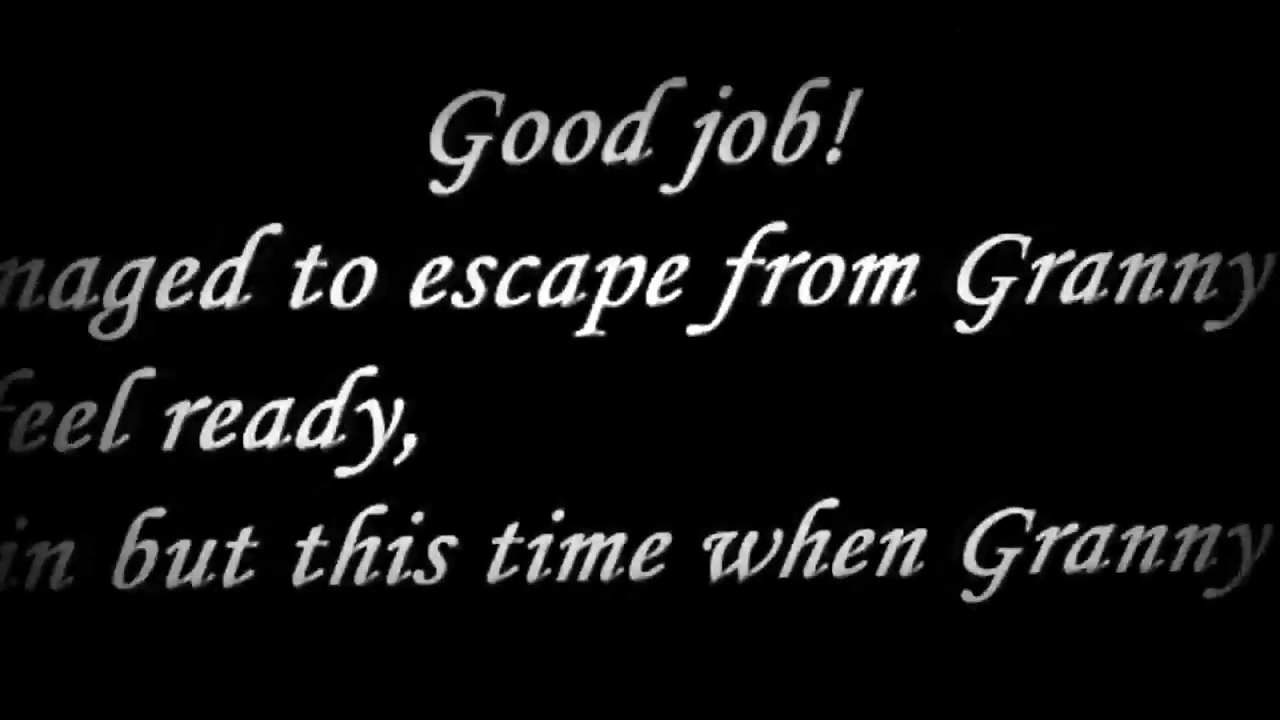 Good job!
naged to escape from Granny
feel ready,
in but this time when Granny